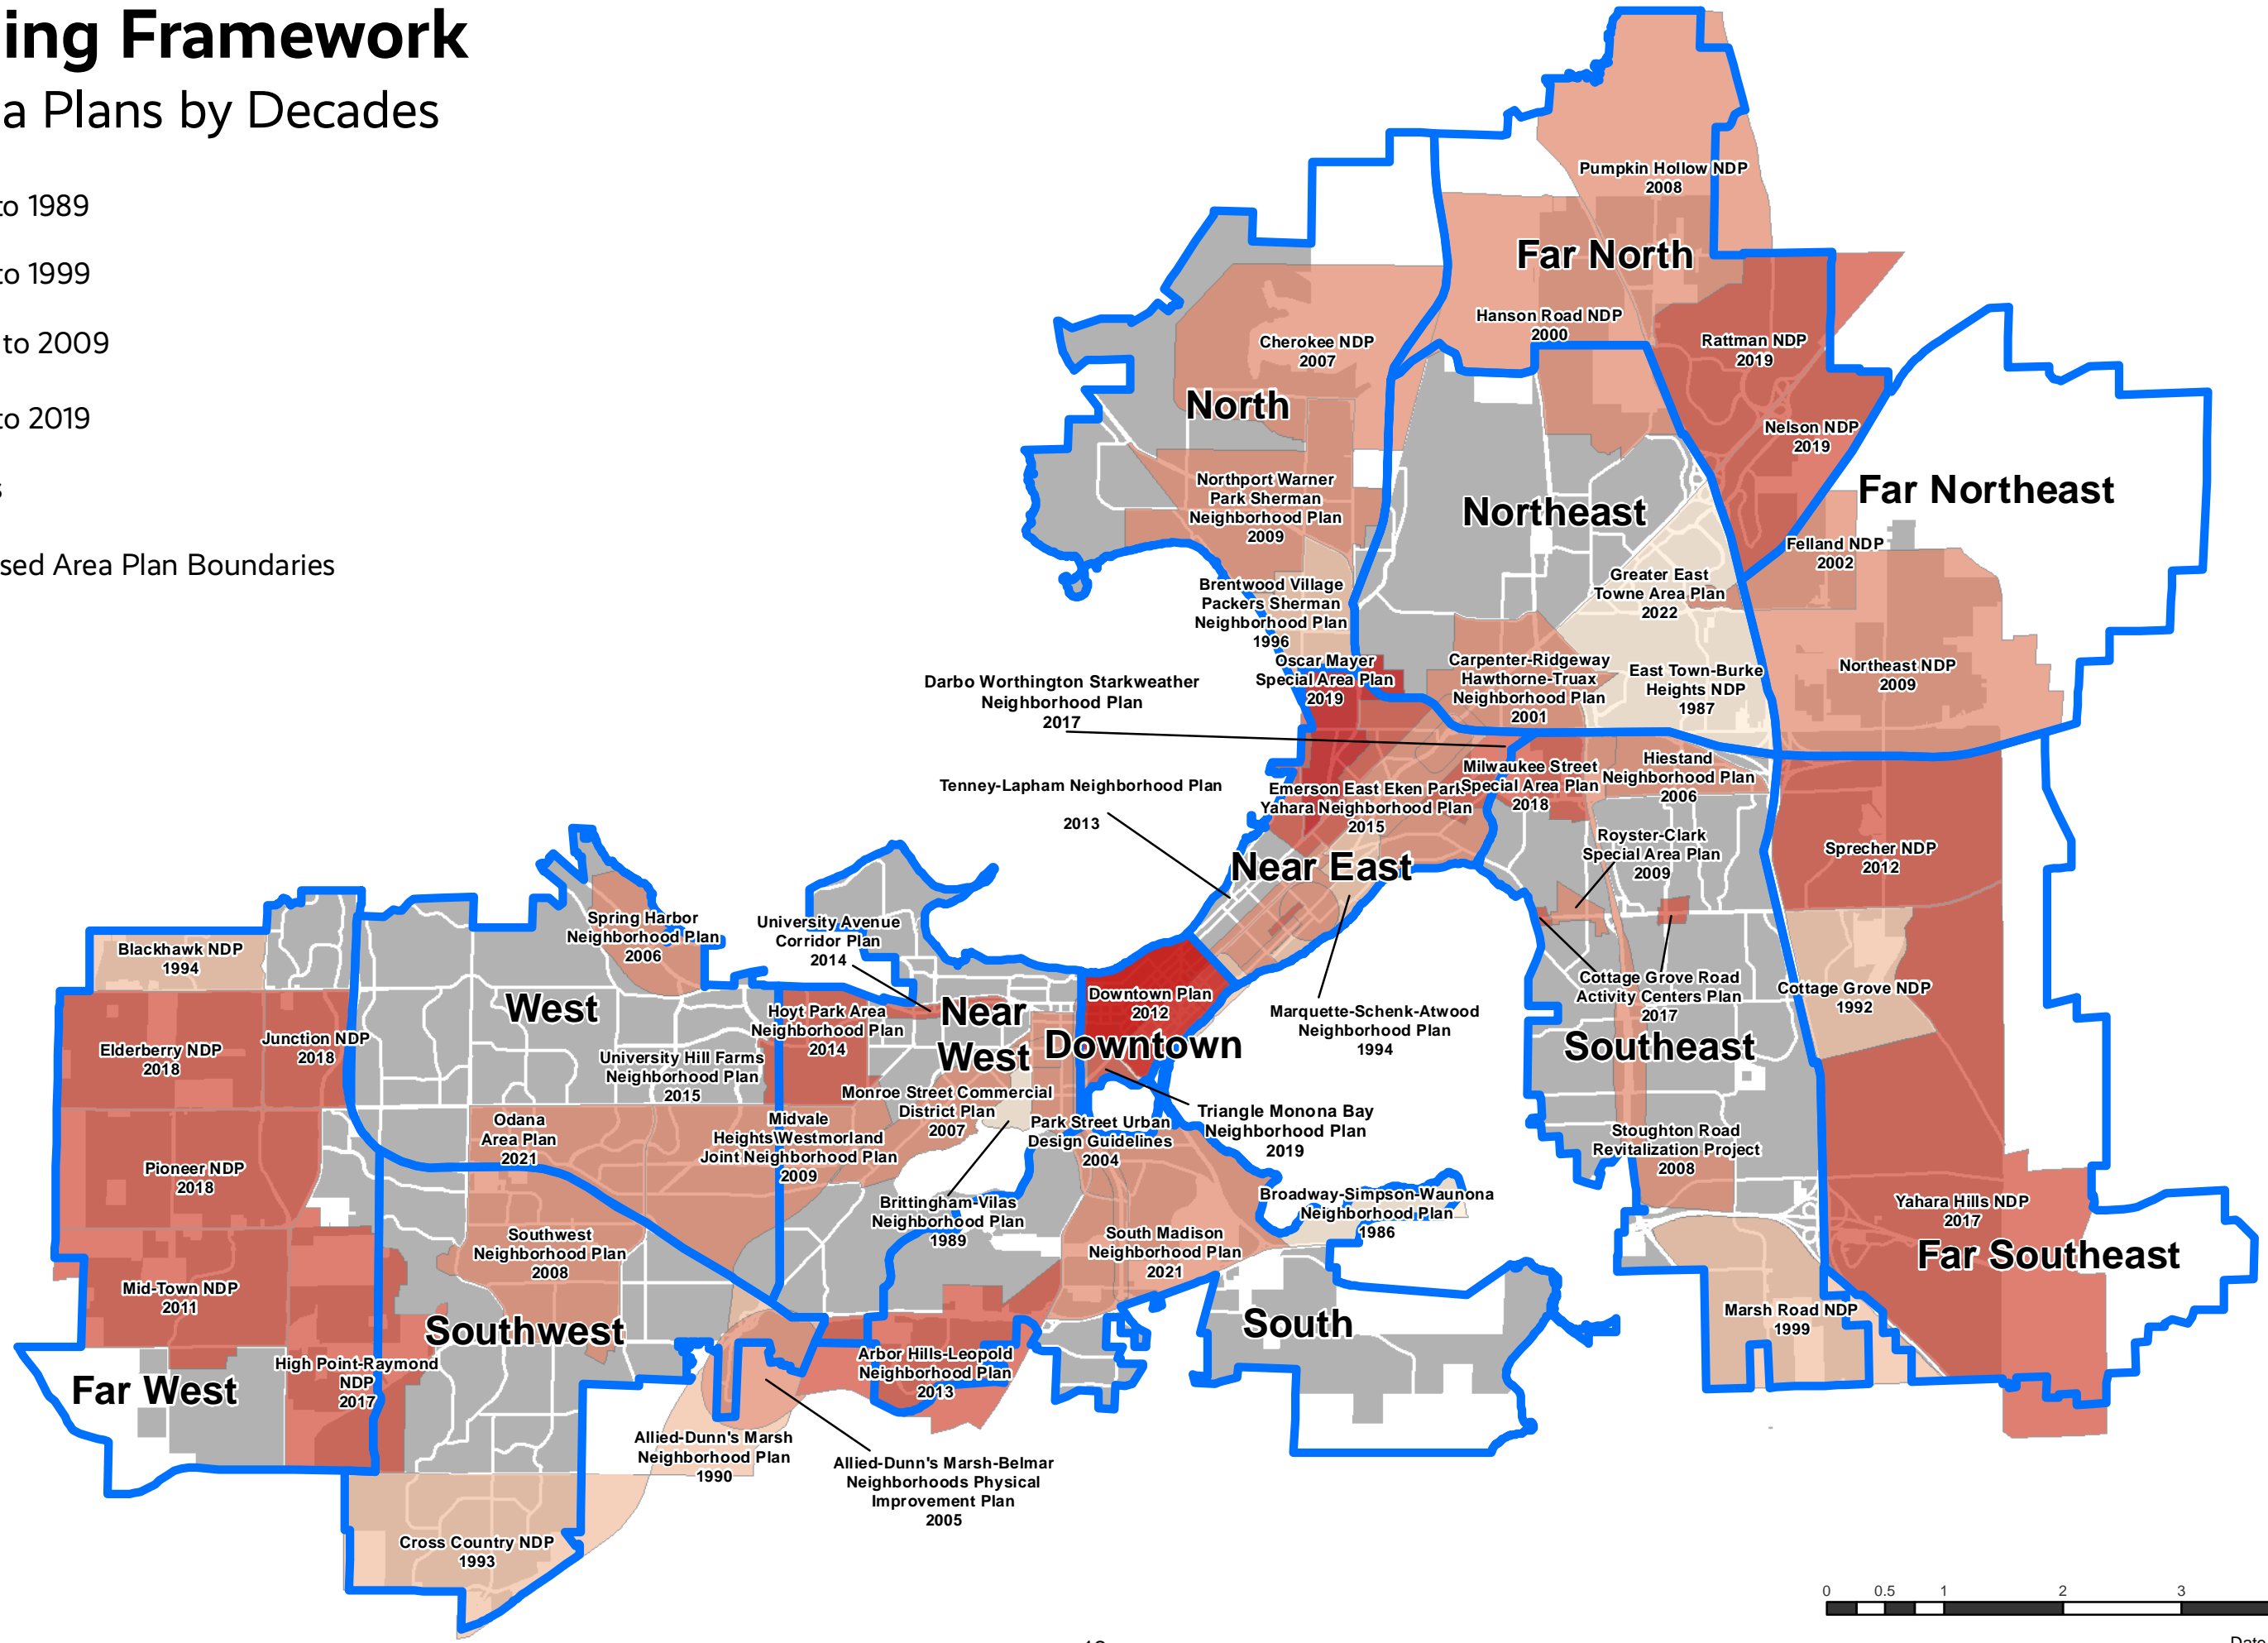 ing Framework
a Plans by Decades
to 1989
to 1999
to 2009
to 2019
s
sed Area Plan Boundaries
Pumpkin Hollow NDP
2008
Far North
Hanson Road NDP
2000
Cherokee NDP
2007
Rattman NDP
2019
North
Nelson NDP
2019
Far Northeast
Northport Warner
Park Sherman
Neighborhood Plan
2009
Northeast
Felland NDP
2002
Greater East
Towne Area Plan
2022
Brentwood Village
Packers Sherman
Neighborhood Plan
1996
Oscar Mayer
Special Area Plan
2019
Carpenter-Ridgeway
Hawthorne-Truax
Neighborhood Plan
2001
East Town-Burke
Heights NDP
1987
Northeast NDP
2009
Darbo Worthington Starkweather
Neighborhood Plan
2017
Tenney-Lapham Neighborhood Plan
2013
Emerson East Eken Park
Yahara Neighborhood Plan
2015
Milwaukee Street
Special Area Plan
2018
Hiestand
Neighborhood Plan
2006
Royster-Clark
Special Area Plan
2009
Sprecher NDP
2012
Near East
Spring Harbor
Neighborhood Plan
2006
University Avenue
Corridor Plan
2014
Blackhawk NDP
1994
West
Hoyt Park Area
Neighborhood Plan
2014
Near
West
Downtown Plan
2012
Downtown
Marquette-Schenk-Atwood
Neighborhood Plan
1994
Cottage Grove Road
Activity Centers Plan
2017
Cottage Grove NDP
1992
Southeast
Elderberry NDP
2018
Junction NDP
2018
University Hill Farms
Neighborhood Plan
2015
Monroe Street Commercial
District Plan
2007
Odana
Area Plan
2021
Midvale
Heights\Westmorland
Joint Neighborhood Plan
2009
Park Street Urban
Design Guidelines
2004
Triangle Monona Bay
Neighborhood Plan
2019
Stoughton Road
Revitalization Project
2008
Pioneer NDP
2018
Brittingham-Vilas
Neighborhood Plan
1989
Broadway-Simpson-Waunona
Neighborhood Plan
1986
Yahara Hills NDP
2017
Far Southeast
Southwest
Neighborhood Plan
2008
South Madison
Neighborhood Plan
2021
Mid-Town NDP
2011
Southwest
South
Marsh Road NDP
1999
High Point-Raymond
NDP
2017
Far West
Arbor Hills-Leopold
Neighborhood Plan
2013
Allied-Dunn's Marsh
Neighborhood Plan
1990
Allied-Dunn's Marsh-Belmar
Neighborhoods Physical
Improvement Plan
2005
Cross Country NDP
1993
0 0.5 1 2 3